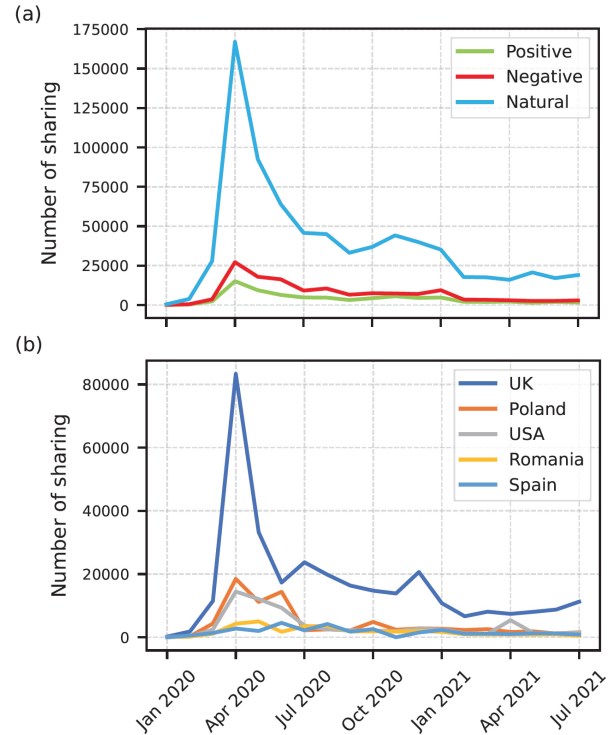 (a)
175000
150000
125000
100000
75000
50000
25000
0
Number of sharing
Positive
Negative
Natural
(b)
80000
60000
40000
20000
0
Number of sharing
UK
Poland
USA
Romania
Spain
Jan 2020
Apr 2020
Jul 2020
Oct 2020
Jan 2021
Apr 2021
Jul 2021